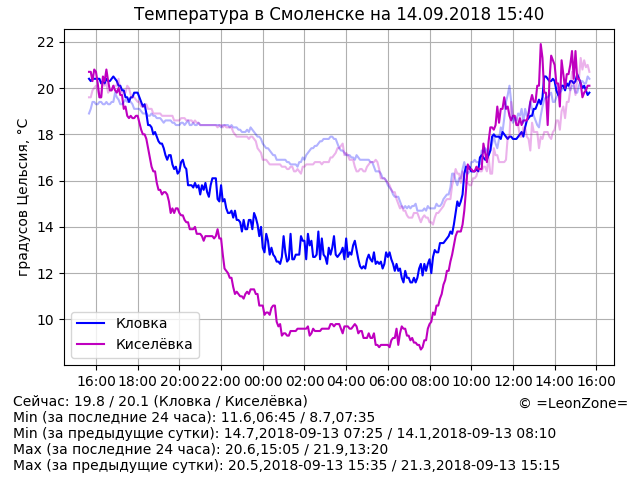 Температура в Смоленске на 14.09.2018 15:40
градусов Цельсия, °C
22
20
18
16
14
12
10
Кловка
Киселёвка
16:00 18:00 20:00 22:00 00:00 02:00 04:00 06:00 08:00 10:00 12:00 14:00 16:00
Сейчас: 19.8 / 20.1 (Кловка / Киселёвка)
© =LeonZone=
Min (за последние 24 часа): 11.6,06:45 / 8.7,07:35
Min (за предыдущие сутки): 14.7,2018-09-13 07:25 / 14.1,2018-09-13 08:10
Max (за последние 24 часа): 20.6,15:05 / 21.9,13:20
Max (за предыдущие сутки): 20.5,2018-09-13 15:35 / 21.3,2018-09-13 15:15